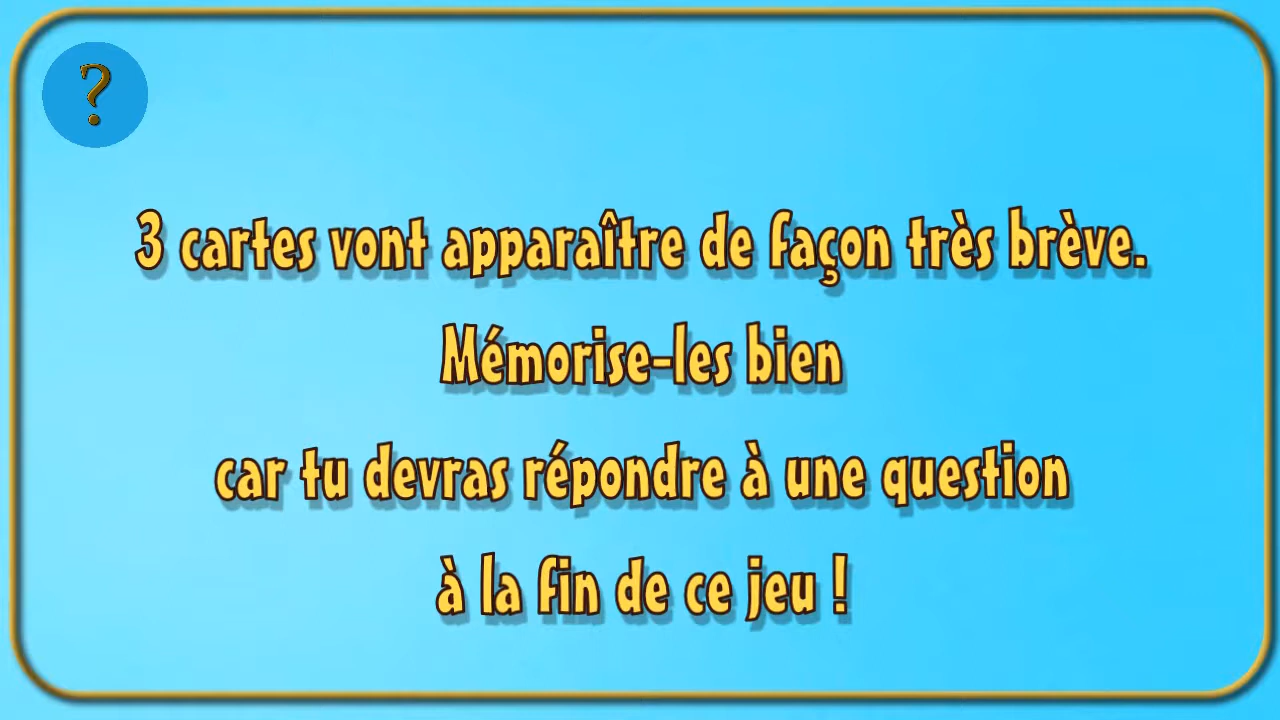 ?
3 cartes vont apparaître de façon très brève.
Mémorise-les bien
car tu devras répondre à une question
à la fin de ce jeu !